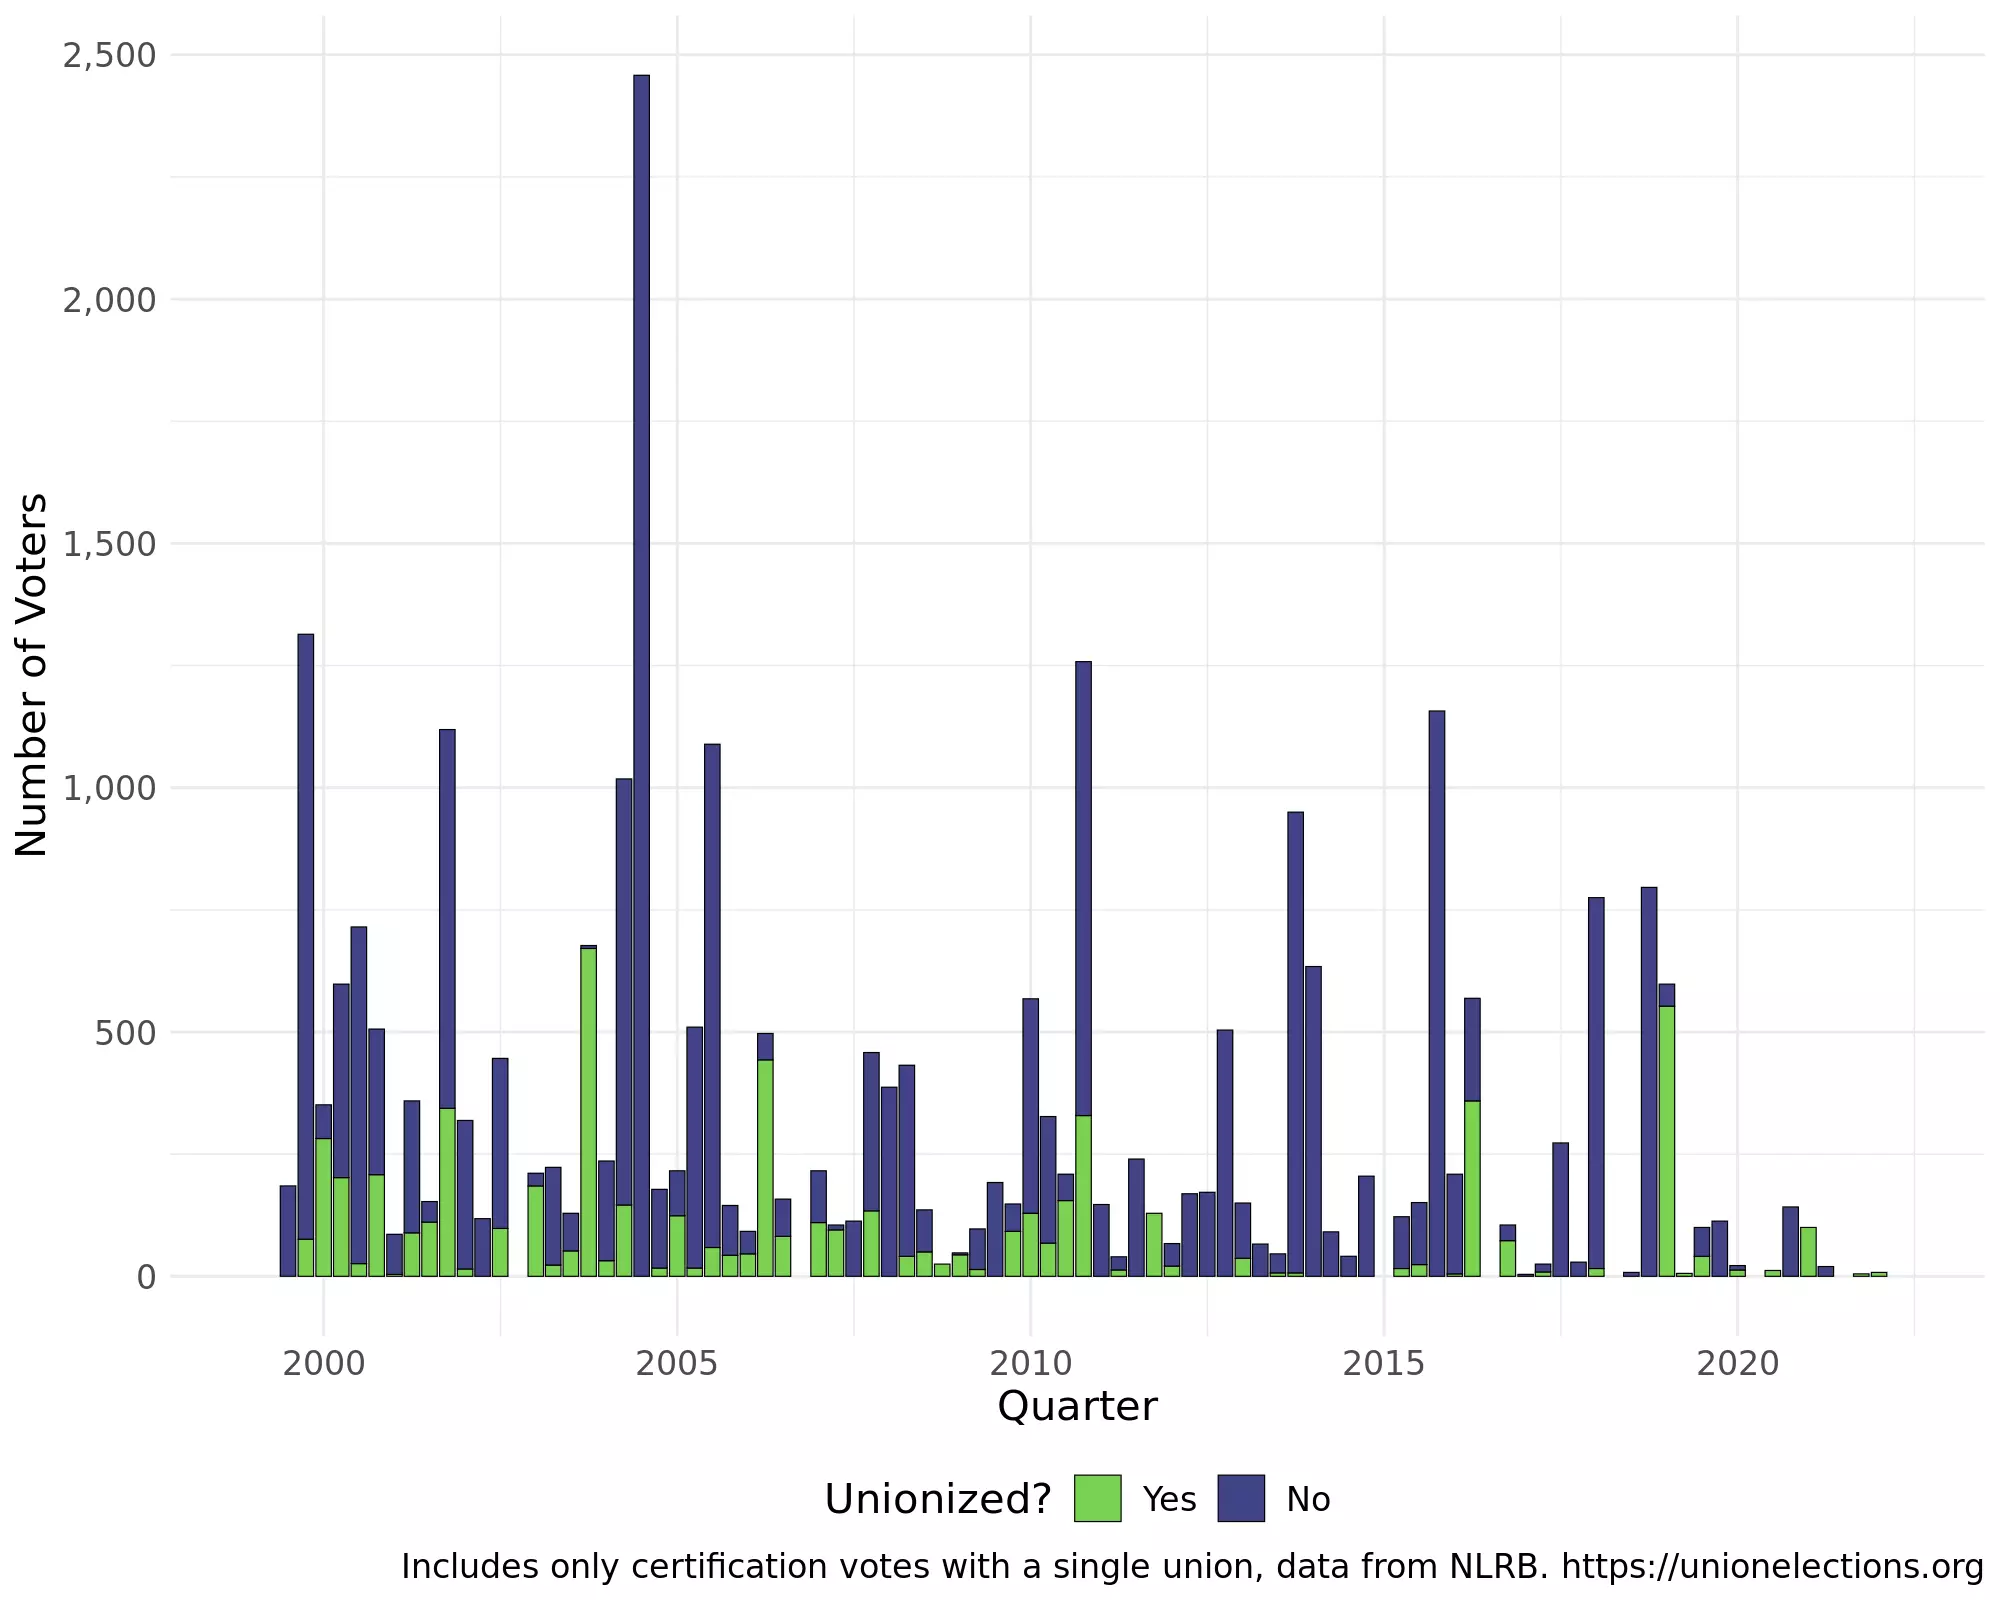 Number of Voters
2,500
2,000
1,500
1,000
500
0
2000 2005 2010 2015 2020
Quarter
Unionized? Yes No
Includes only certification votes with a single union, data from NLRB. https://unionelections.org